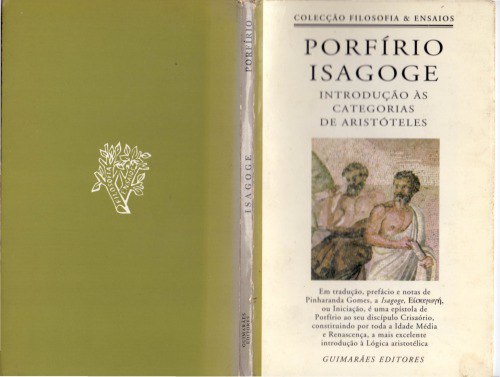 COLECÇÃO FILOSOFIA & ENSAIOS
PORFÍRIO
ISAGOGE
INTRODUÇÃO ÀS
CATEGORIAS
DE ARISTÓTELES
Em tradução, prefácio e notas de
Pinharanda Gomes, a Isagoge, Εἰσαγωγή,
ou Iniciação, é uma epístola de
Porfírio ao seu discípulo Crisaório,
constituindo por toda a Idade Média
e Renascença, a mais excelente
introdução à Lógica aristotélica
GUIMARÃES EDITORES
PORFÍRIO
ISAGOGE
GUIMARÃES
EDITORES
FILOSOFIA
ENSAIOS